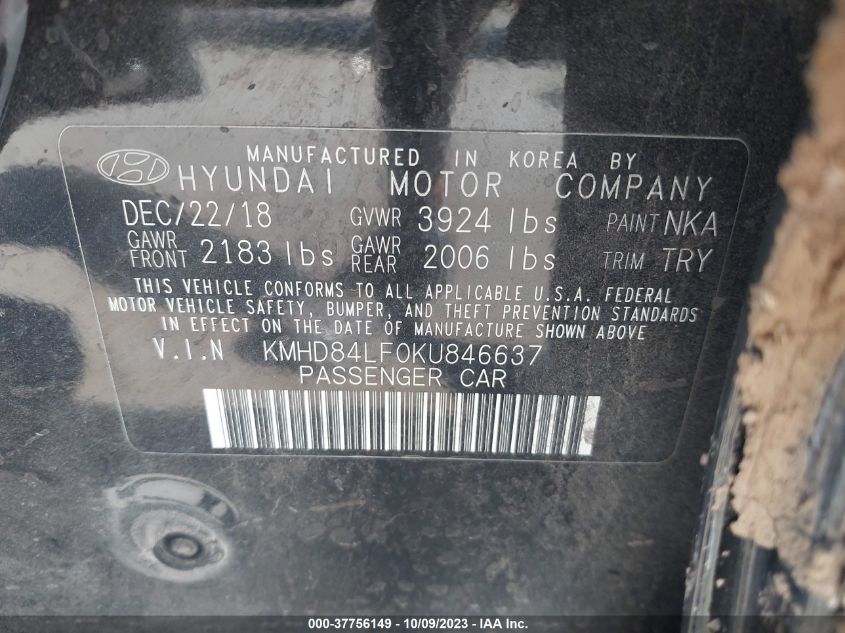 MANUFACTURED IN KOREA BY
HYUNDAI MOTOR COMPANY
DEC/22/18 GVWR 3924 lbs PAINT NKA
GAWR FRONT 2183 lbs GAWR REAR 2006 lbs TRIM TRY
THIS VEHICLE CONFORMS TO ALL APPLICABLE U.S.A. FEDERAL
MOTOR VEHICLE SAFETY, BUMPER, AND THEFT PREVENTION STANDARDS
IN EFFECT ON THE DATE OF MANUFACTURE SHOWN ABOVE
V.I.N KMHD84LF0KU846637
PASSENGER CAR
000-37756149 - 10/09/2023 - IAA Inc.